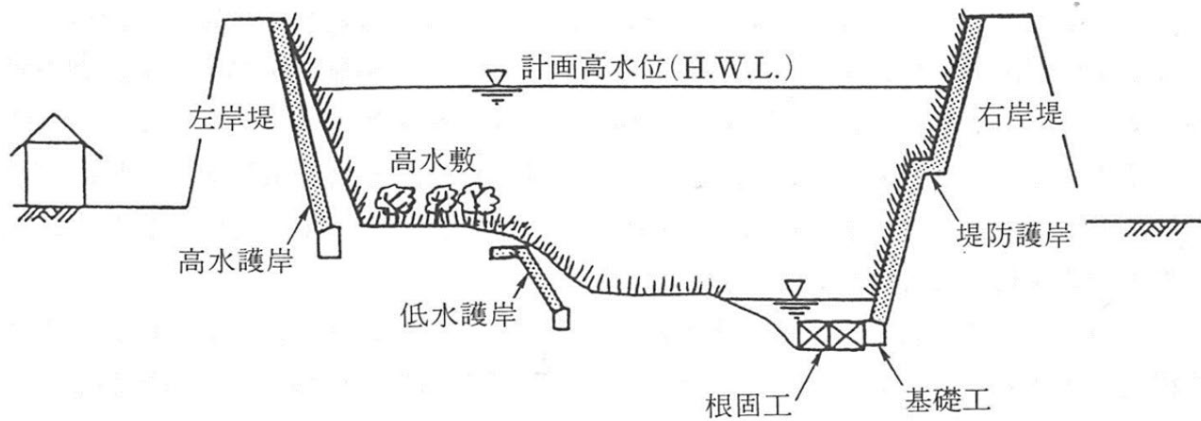 計画高水位(H.W.L.)
左岸堤
右岸堤
高水敷
高水護岸
堤防護岸
低水護岸
根固工
基礎工